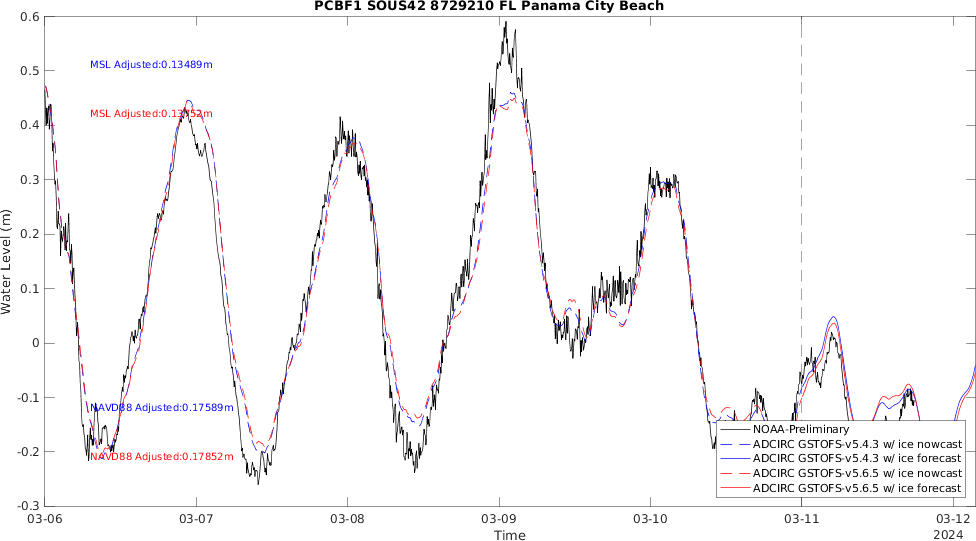 PCBF1 SOUS42 8729210 FL Panama City Beach
0.6
0.5
0.4
0.3
0.2
0.1
0
-0.1
-0.2
-0.3
Water Level (m)
MSL Adjusted:0.13489m
MSL Adjusted:0.13752m
NAVD88 Adjusted:0.17589m
NAVD88 Adjusted:0.17852m
NOAA-Preliminary
ADCIRC GSTOFS-v5.4.3 w/ ice nowcast
ADCIRC GSTOFS-v5.4.3 w/ ice forecast
ADCIRC GSTOFS-v5.6.5 w/ ice nowcast
ADCIRC GSTOFS-v5.6.5 w/ ice forecast
03-06 03-07 03-08 03-09 03-10 03-11 03-12
Time 2024